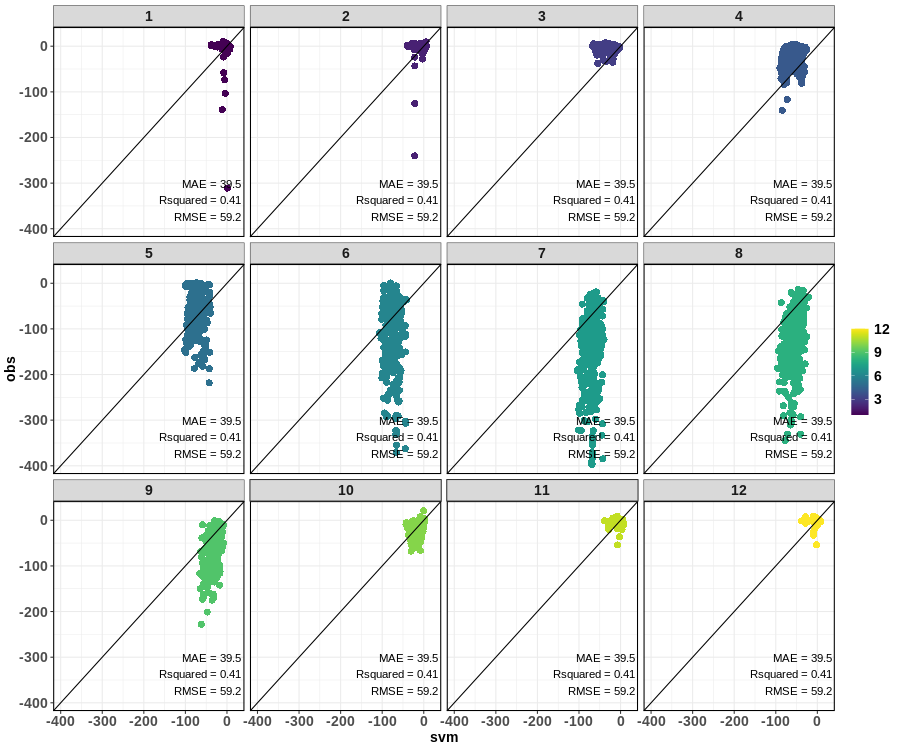 1 2 3 4
0
-100
-200
-300
-400
MAE = 39.5 MAE = 39.5 MAE = 39.5 MAE = 39.5
Rsquared = 0.41 Rsquared = 0.41 Rsquared = 0.41 Rsquared = 0.41
RMSE = 59.2 RMSE = 59.2 RMSE = 59.2 RMSE = 59.2
5 6 7 8
0
-100
-200
-300
-400
MAE = 39.5 MAE = 39.5 MAE = 39.5 MAE = 39.5
Rsquared = 0.41 Rsquared = 0.41 Rsquared = 0.41 Rsquared = 0.41
RMSE = 59.2 RMSE = 59.2 RMSE = 59.2 RMSE = 59.2
obs
12
9
6
3
9 10 11 12
0
-100
-200
-300
-400
MAE = 39.5 MAE = 39.5 MAE = 39.5 MAE = 39.5
Rsquared = 0.41 Rsquared = 0.41 Rsquared = 0.41 Rsquared = 0.41
RMSE = 59.2 RMSE = 59.2 RMSE = 59.2 RMSE = 59.2
-400 -300 -200 -100 0 -400 -300 -200 -100 0 -400 -300 -200 -100 0 -400 -300 -200 -100 0
svm